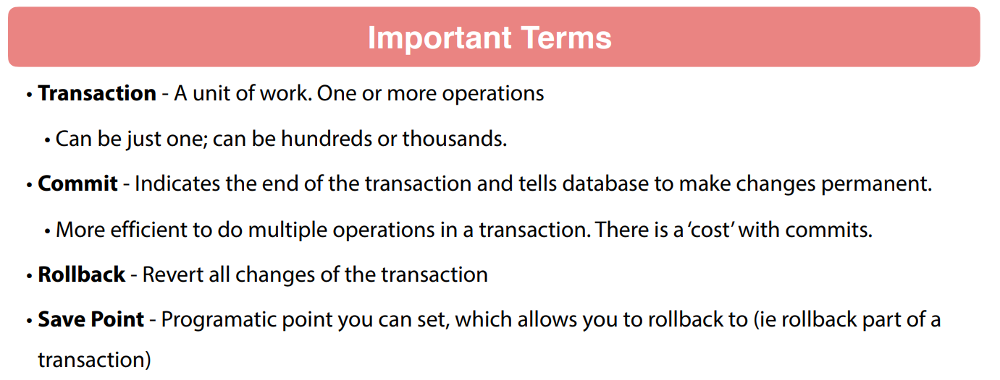 Important Terms
• Transaction - A unit of work. One or more operations
• Can be just one; can be hundreds or thousands.
• Commit - Indicates the end of the transaction and tells database to make changes permanent.
• More efficient to do multiple operations in a transaction. There is a ‘cost’ with commits.
• Rollback - Revert all changes of the transaction
• Save Point - Programatic point you can set, which allows you to rollback to (ie rollback part of a
transaction)